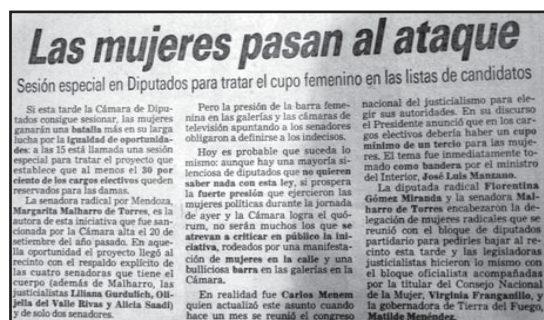 Las mujeres pasan al ataque
Sesión especial en Diputados para tratar el cupo femenino en las listas de candidatos
Si esta tarde la Cámara de Dipu-
tados consigue sesionar, las mujeres
ganarán una batalla más en su larga
lucha por la igualdad de oportunida-
des: a las 15 está llamada una sesión
especial para tratar el proyecto que
establece que al menos el 30 por
ciento de los cargos electivos queden
reservados para las damas.
La senadora radical por Mendoza,
Margarita Malharro de Torres, es la
autora de esta iniciativa que fue san-
cionada por la Cámara alta el 20 de
setiembre del año pasado. En aque-
lla oportunidad el proyecto llegó al
recinto con el respaldo explícito de
las cuatro senadoras que tiene el
cuerpo (además de Malharro, las
justicialistas Liliana Gurdulich, Oli-
jela del Valle Rivas y Alicia Saadi)
y de solo dos senadores.
Pero la presión de la barra feme-
nina en las galerías y las cámaras de
televisión apuntando a los senadores
obligaron a definirse a los indecisos.
Hoy es probable que suceda lo
mismo: aunque hay una mayoría si-
lenciosa de diputados que no quieren
saber nada con esta ley, si prospera
la fuerte presión que ejercieron las
mujeres políticas durante la jornada
de ayer y la Cámara logra el quó-
rum, no serán muchos los que se
atrevan a criticar en público la ini-
ciativa, rodeados por una manifesta-
ción de mujeres en la calle y una
bulliciosa barra en las galerías de la
Cámara.
En realidad fue Carlos Menem
quien actualizó este asunto cuando
hace un mes se reunió el congreso
nacional del justicialismo para ele-
gir sus autoridades. En su discurso
el Presidente anunció que en los car-
gos electivos debería haber un cupo
mínimo de un tercio para las muje-
res. El tema fue inmediatamente to-
mado como bandera por el ministro
del Interior, José Luis Manzano.
La diputada radical Florentina
Gómez Miranda y la senadora Mal-
harro de Torres encabezaron la de-
legación de mujeres radicales que se
reunió con el bloque de diputados
partidario para pedirles bajar al re-
cinto esta tarde y las legisladoras
justicialistas hicieron lo mismo con
el bloque oficialista acompañadas
por la titular del Consejo Nacional
de la Mujer, Virginia Franganillo, y
la gobernadora de Tierra del Fuego,
Matilde Menéndez.